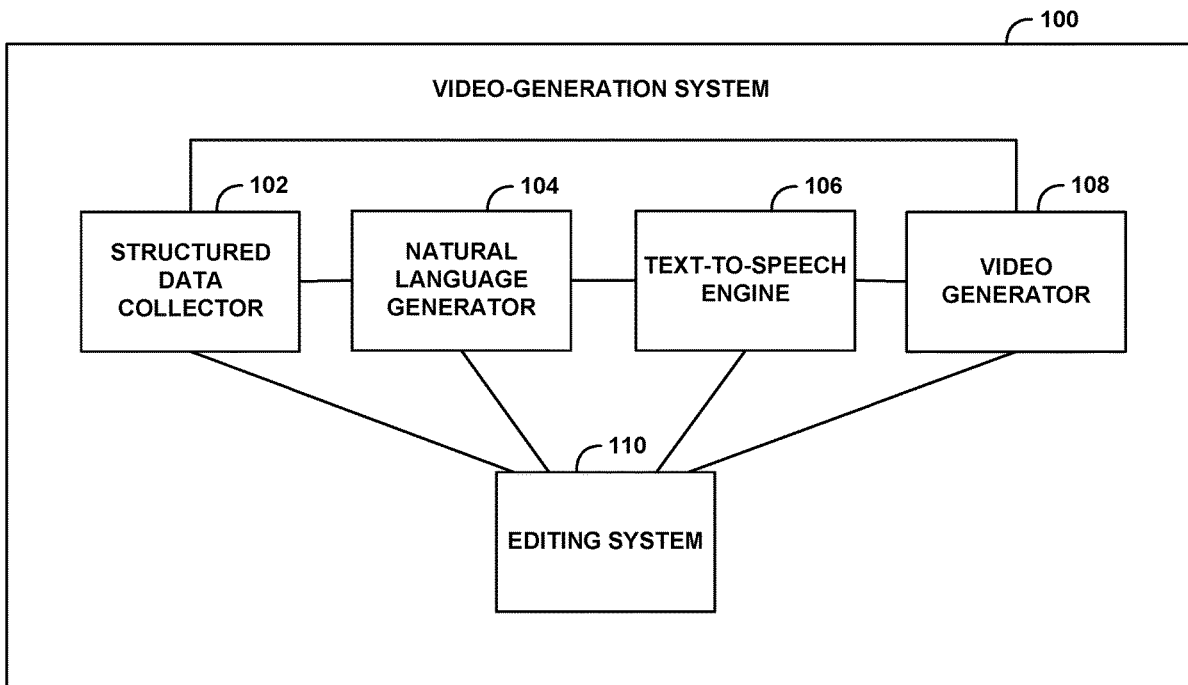 100
VIDEO-GENERATION SYSTEM
102
104
106
108
STRUCTURED
DATA
COLLECTOR
NATURAL
LANGUAGE
GENERATOR
TEXT-TO-SPEECH
ENGINE
VIDEO
GENERATOR
110
EDITING SYSTEM